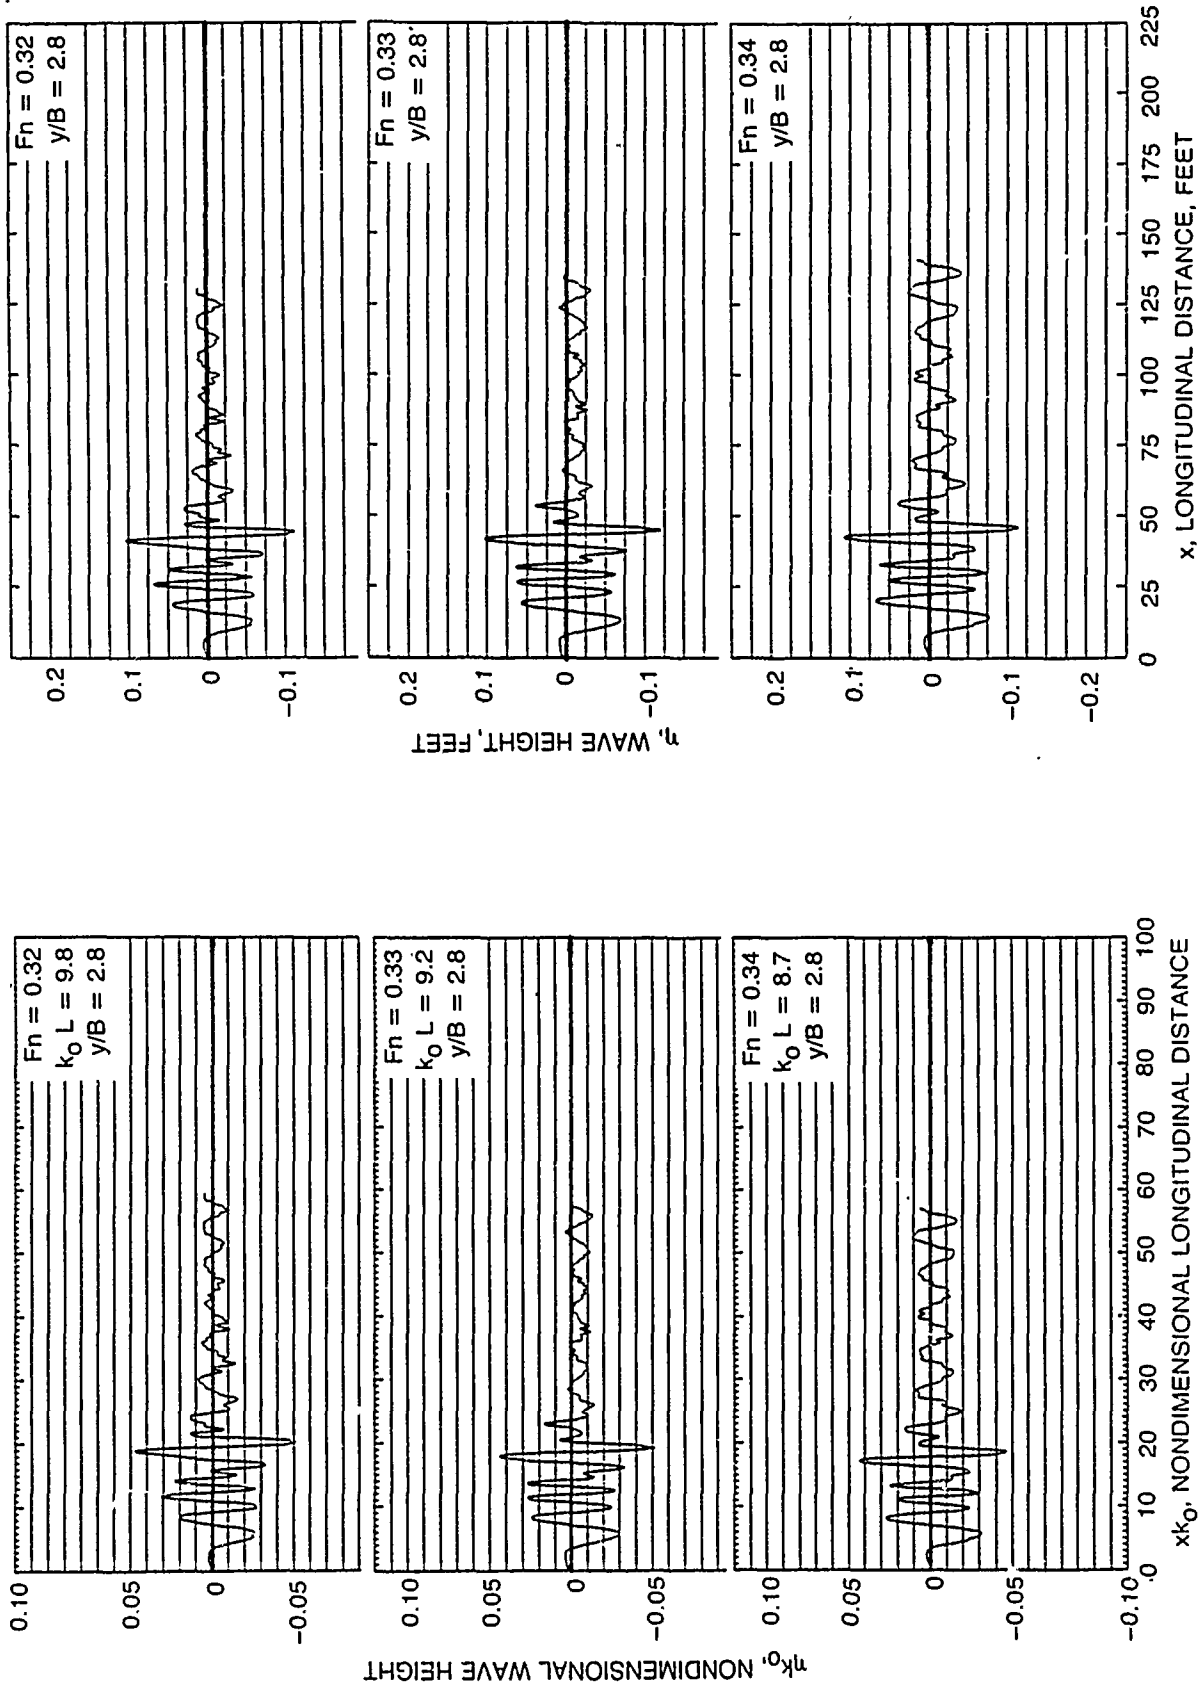 0.10
0.05
0
-0.05
Fn = 0.32
k₀ L = 9.8
y/B = 2.8
0.10
0.05
0
-0.05
Fn = 0.33
k₀ L = 9.2
y/B = 2.8
0.10
0.05
0
-0.05
-0.10
Fn = 0.34
k₀ L = 8.7
y/B = 2.8
0 10 20 30 40 50 60 70 80 90 100
xk₀, NONDIMENSIONAL LONGITUDINAL DISTANCE
ηk₀, NONDIMENSIONAL WAVE HEIGHT
0.2
0.1
0
-0.1
Fn = 0.32
y/B = 2.8
0.2
0.1
0
-0.1
Fn = 0.33
y/B = 2.8
0.2
0.1
0
-0.1
-0.2
Fn = 0.34
y/B = 2.8
0 25 50 75 100 125 150 175 200 225
x, LONGITUDINAL DISTANCE, FEET
η, WAVE HEIGHT, FEET